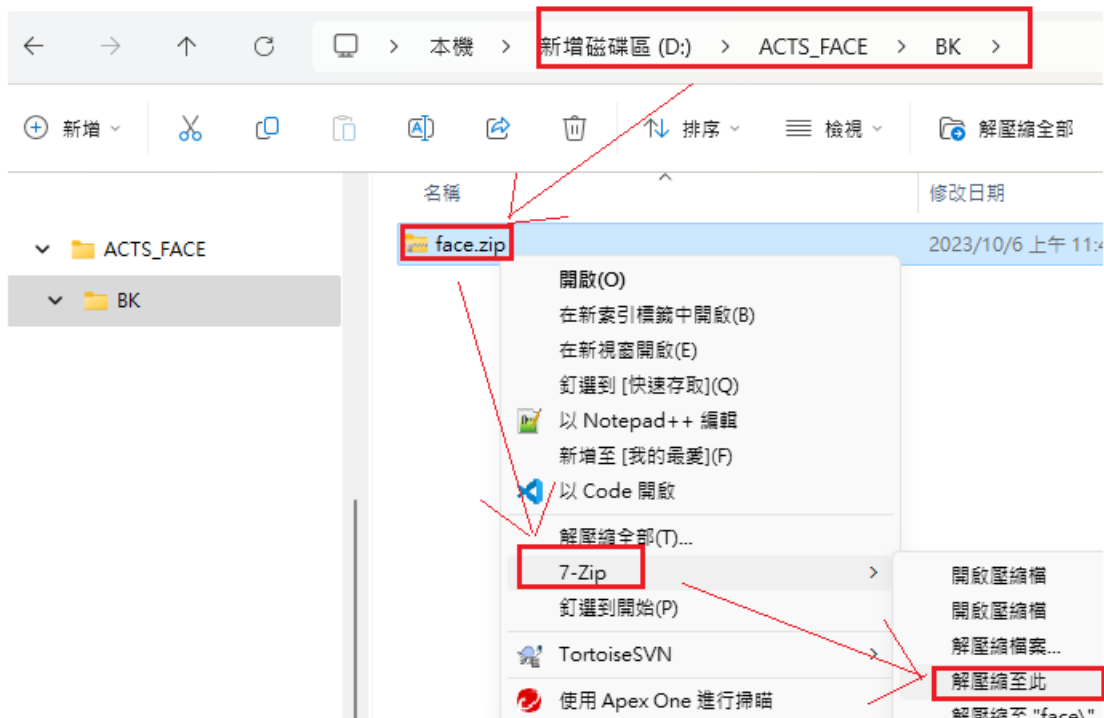 本機 > 新增磁碟區 (D:) > ACTS_FACE > BK >
新增 排序 檢視 解壓縮全部
名稱 修改日期
ACTS_FACE
BK
face.zip 2023/10/6 上午 11:4
開啟(O)
在新索引標籤中開啟(B)
在新視窗開啟(E)
釘選到 [快速存取](Q)
以 Notepad++ 編輯
新增至 [我的最愛](F)
以 Code 開啟
解壓縮全部(T)...
7-Zip
釘選到開始(P)
TortoiseSVN
使用 Apex One 進行掃瞄
開啟壓縮檔
開啟壓縮檔
解壓縮檔案...
解壓縮至此
解壓縮至 "face\"